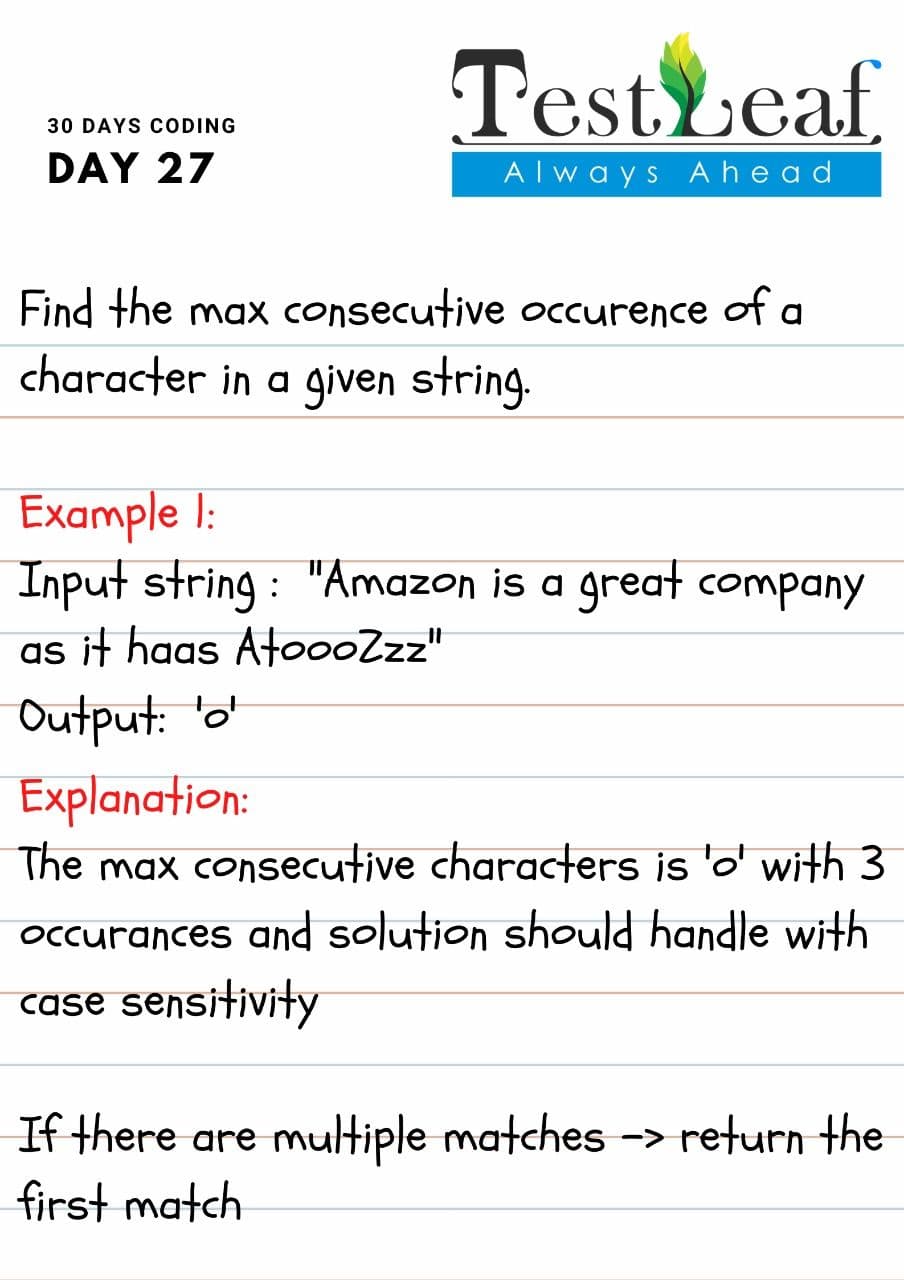 30 DAYS CODING
DAY 27
TestLeaf
Always Ahead
Find the max consecutive occurence of a
character in a given string.
Example 1:
Input string : "Amazon is a great company
as it haas AtoooZzz"
Output: 'o'
Explanation:
The max consecutive characters is 'o' with 3
occurances and solution should handle with
case sensitivity
If there are multiple matches -> return the
first match